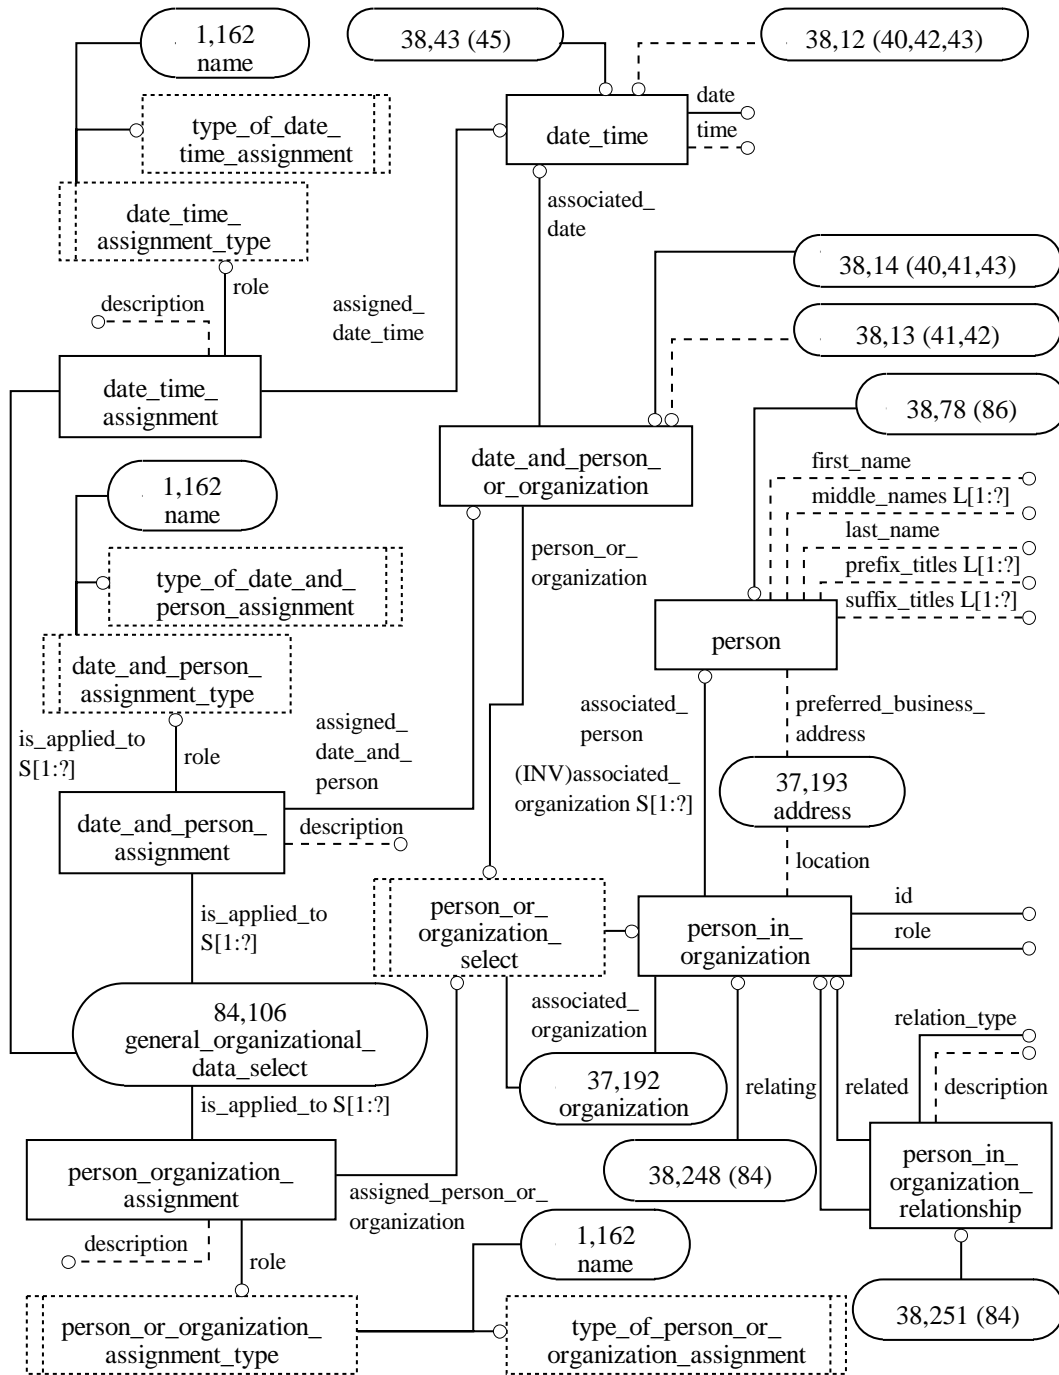 1,162
name
38,43 (45)
38,12 (40,42,43)
type_of_date_
time_assignment
date_time
date
time
date_time_
assignment_type
associated_
date
38,14 (40,41,43)
description
role
assigned_
date_time
38,13 (41,42)
date_time_
assignment
38,78 (86)
date_and_person_
or_organization
first_name
middle_names L[1:?]
last_name
prefix_titles L[1:?]
suffix_titles L[1:?]
1,162
name
person_or_
organization
type_of_date_and_
person_assignment
person
date_and_person_
assignment_type
is_applied_to
S[1:?]
role
assigned_
date_and_
person
associated_
person
preferred_business_
address
(INV)associated_
organization S[1:?]
37,193
address
date_and_person_
assignment
description
location
is_applied_to
S[1:?]
person_or_
organization_
select
person_in_
organization
id
role
84,106
general_organizational_
data_select
associated_
organization
relation_type
37,192
organization
relating
related
description
is_applied_to S[1:?]
person_organization_
assignment
assigned_person_or_
organization
38,248 (84)
person_in_
organization_
relationship
description
role
1,162
name
person_or_organization_
assignment_type
type_of_person_or_
organization_assignment
38,251 (84)